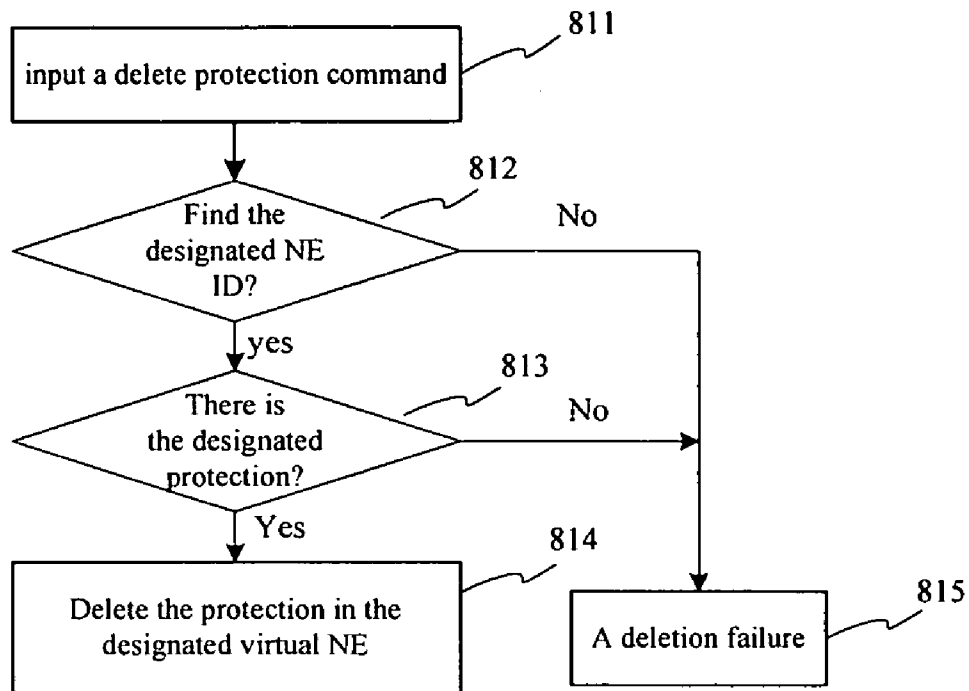 811
input a delete protection command
812
Find the
designated NE
ID?
No
yes
813
There is
the designated
protection?
No
Yes
814
Delete the protection in the
designated virtual NE
815
A deletion failure